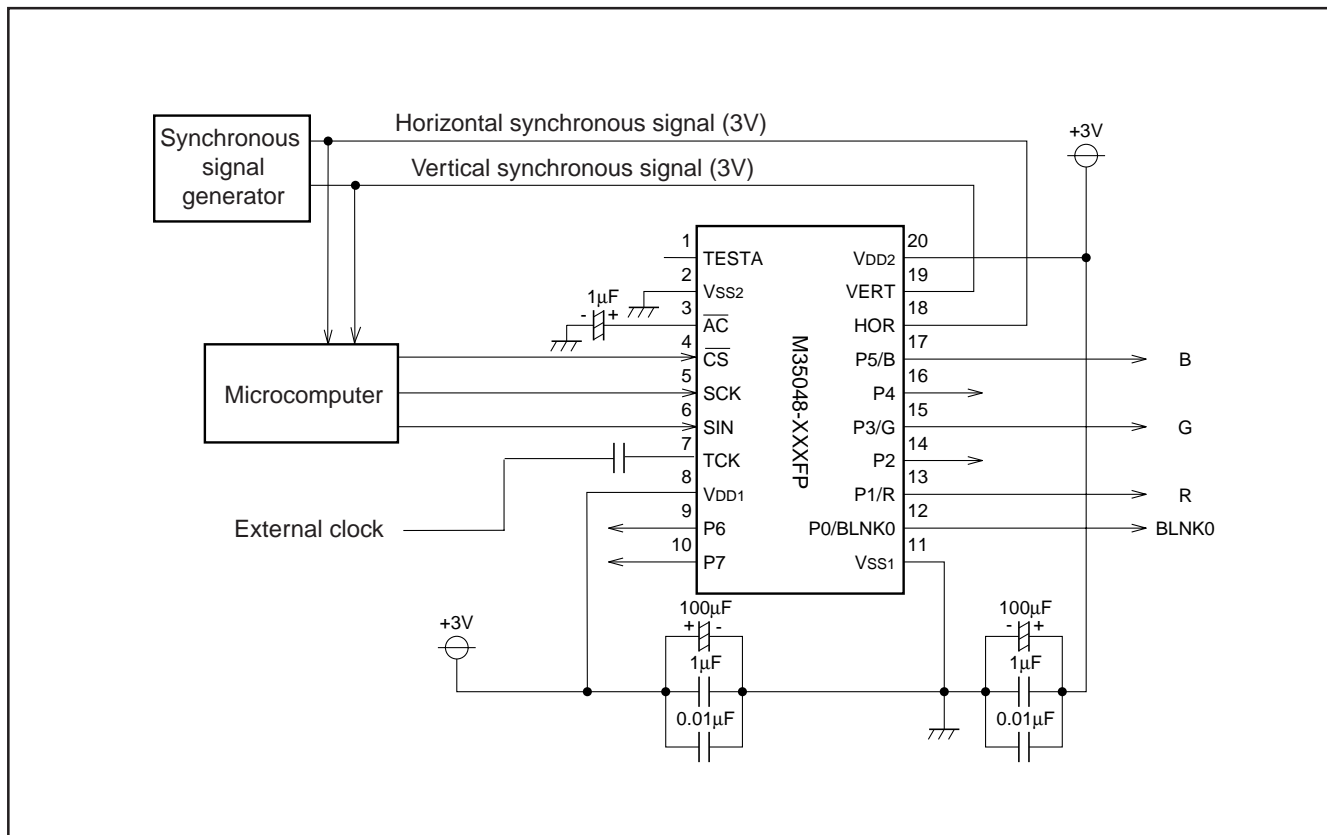 Horizontal synchronous signal (3V)
Synchronous
signal
generator
Vertical synchronous signal (3V)
+3V
1
TESTA
2
VSS2
1µF
- +
3
AC
4
CS
5
SCK
6
SIN
7
TCK
8
VDD1
9
P6
10
P7
M35048-XXXFP
20
VDD2
19
VERT
18
HOR
17
P5/B
B
16
P4
15
P3/G
G
14
P2
13
P1/R
R
12
P0/BLNK0
BLNK0
11
VSS1
Microcomputer
External clock
+3V
100µF
+ -
1µF
0.01µF
100µF
- +
1µF
0.01µF